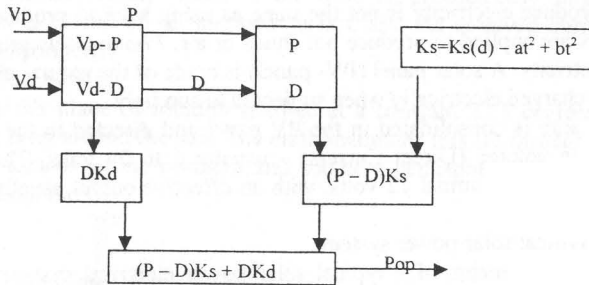 Vp
P
Vp- P
P
Ks=Ks(d) - at² + bt²
Vd
Vd- D
D
D
DKd
(P – D)Ks
(P – D)Ks + DKd
Pop